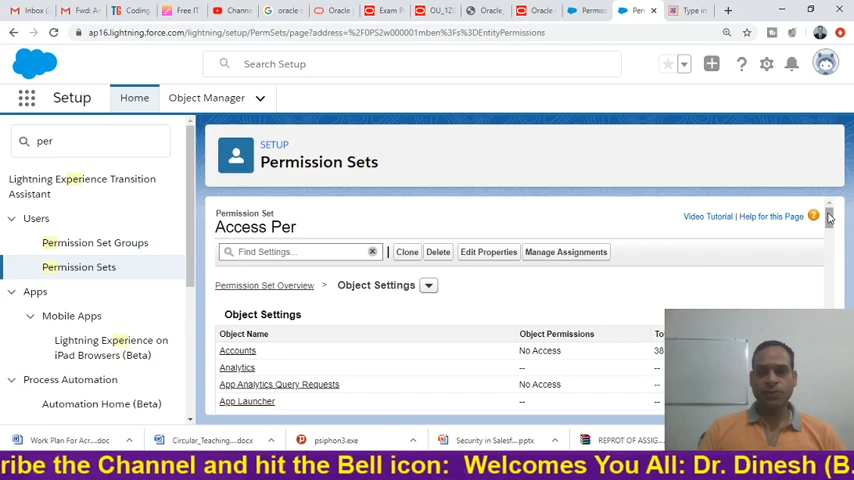 Inbox (
Fwd: Ar
Coding
Free IT
Channe
oracle c
Oracle |
Exam P
OU_1Z0
Oracle_
Oracle
Permiss
Per
Type in
ap16.lightning.force.com/lightning/setup/PermSets/page?address=%2F0PS2w000001mben%3Fs%3DEntityPermissions
Search Setup
Setup
Home
Object Manager
per
Lightning Experience Transition
Assistant
Users
Permission Set Groups
Permission Sets
Apps
Mobile Apps
Lightning Experience on
iPad Browsers (Beta)
Process Automation
Automation Home (Beta)
SETUP
Permission Sets
Permission Set
Access Per
Video Tutorial | Help for this Page
Find Settings...
Clone
Delete
Edit Properties
Manage Assignments
Permission Set Overview > Object Settings
Object Settings
Object Name Object Permissions To
Accounts No Access 38
Analytics -- --
App Analytics Query Requests No Access --
App Launcher -- --
Work Plan For Acr....doc
Circular_Teaching....docx
psiphon3.exe
Security in Salesf....pptx
REPROT OF ASSIG
ribe the Channel and hit the Bell icon: Welcomes You All: Dr. Dinesh (B.